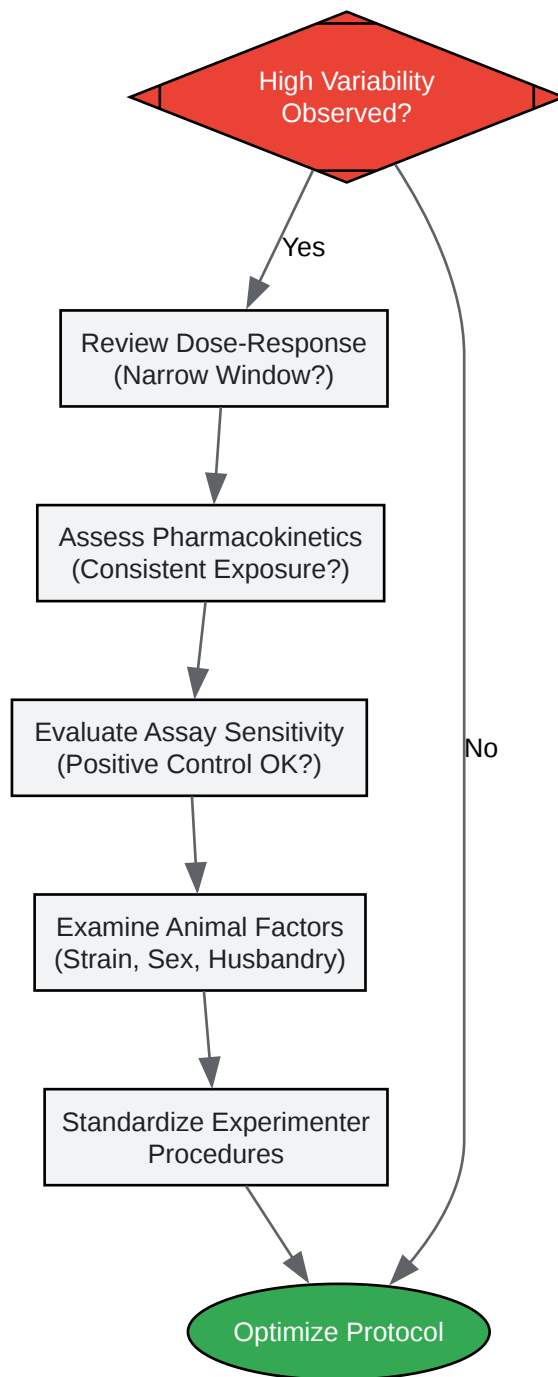 High Variability
Observed?
Yes
Review Dose-Response
(Narrow Window?)
Assess Pharmacokinetics
(Consistent Exposure?)
Evaluate Assay Sensitivity
(Positive Control OK?)
No
Examine Animal Factors
(Strain, Sex, Husbandry)
Standardize Experimenter
Procedures
Optimize Protocol